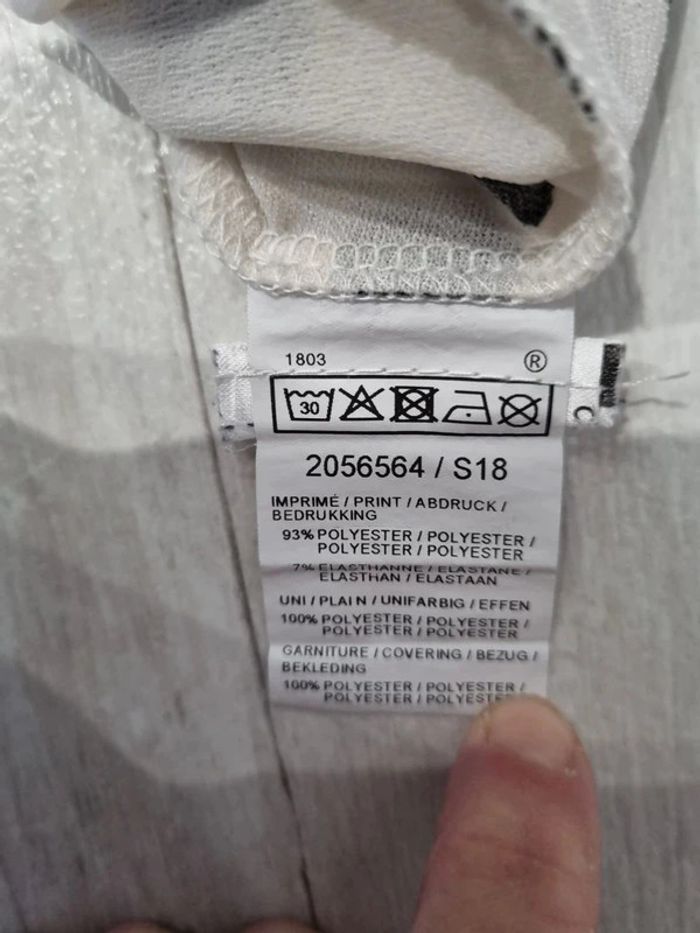 1803 ®
30
2056564 / S18
IMPRIMÉ / PRINT / ABDRUCK /
BEDRUKKING
93% POLYESTER / POLYESTER /
POLYESTER / POLYESTER
7% ELASTHANNE / ELASTANE /
ELASTHAN / ELASTAAN
UNI / PLAIN / UNIFARBIG / EFFEN
100% POLYESTER / POLYESTER /
POLYESTER / POLYESTER
GARNITURE / COVERING / BEZUG /
BEKLEDING
100% POLYESTER / POLYESTER /
POLYESTER /